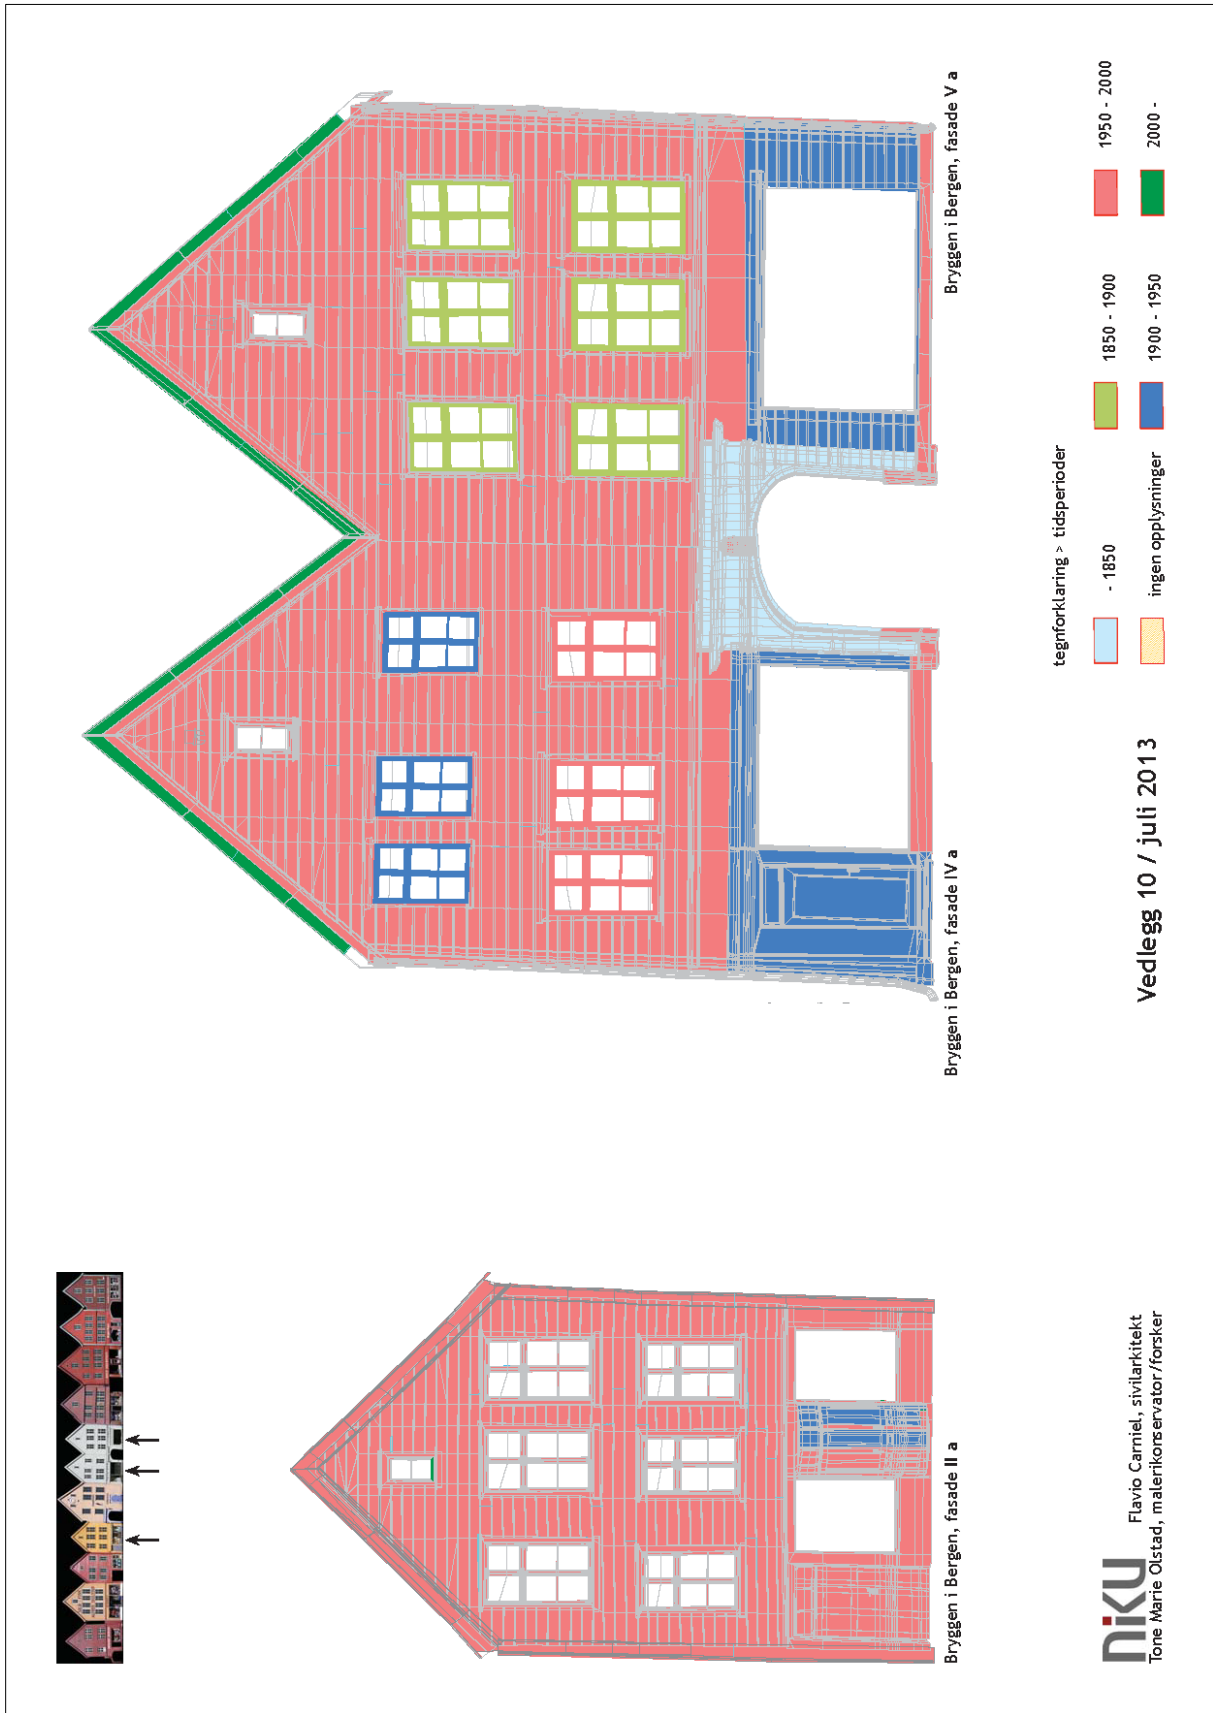 Bryggen i Bergen, fasade II a
Bryggen i Bergen, fasade IV a
Bryggen i Bergen, fasade V a
tegnforklaring > tidsperioder
- 1850
1850 - 1900
1950 - 2000
ingen opplysninger
1900 - 1950
2000 -
Vedlegg 10 / juli 2013
niku
Flavio Carniel, sivilarkitekt
Tone Marie Olstad, malerikonservator/forsker